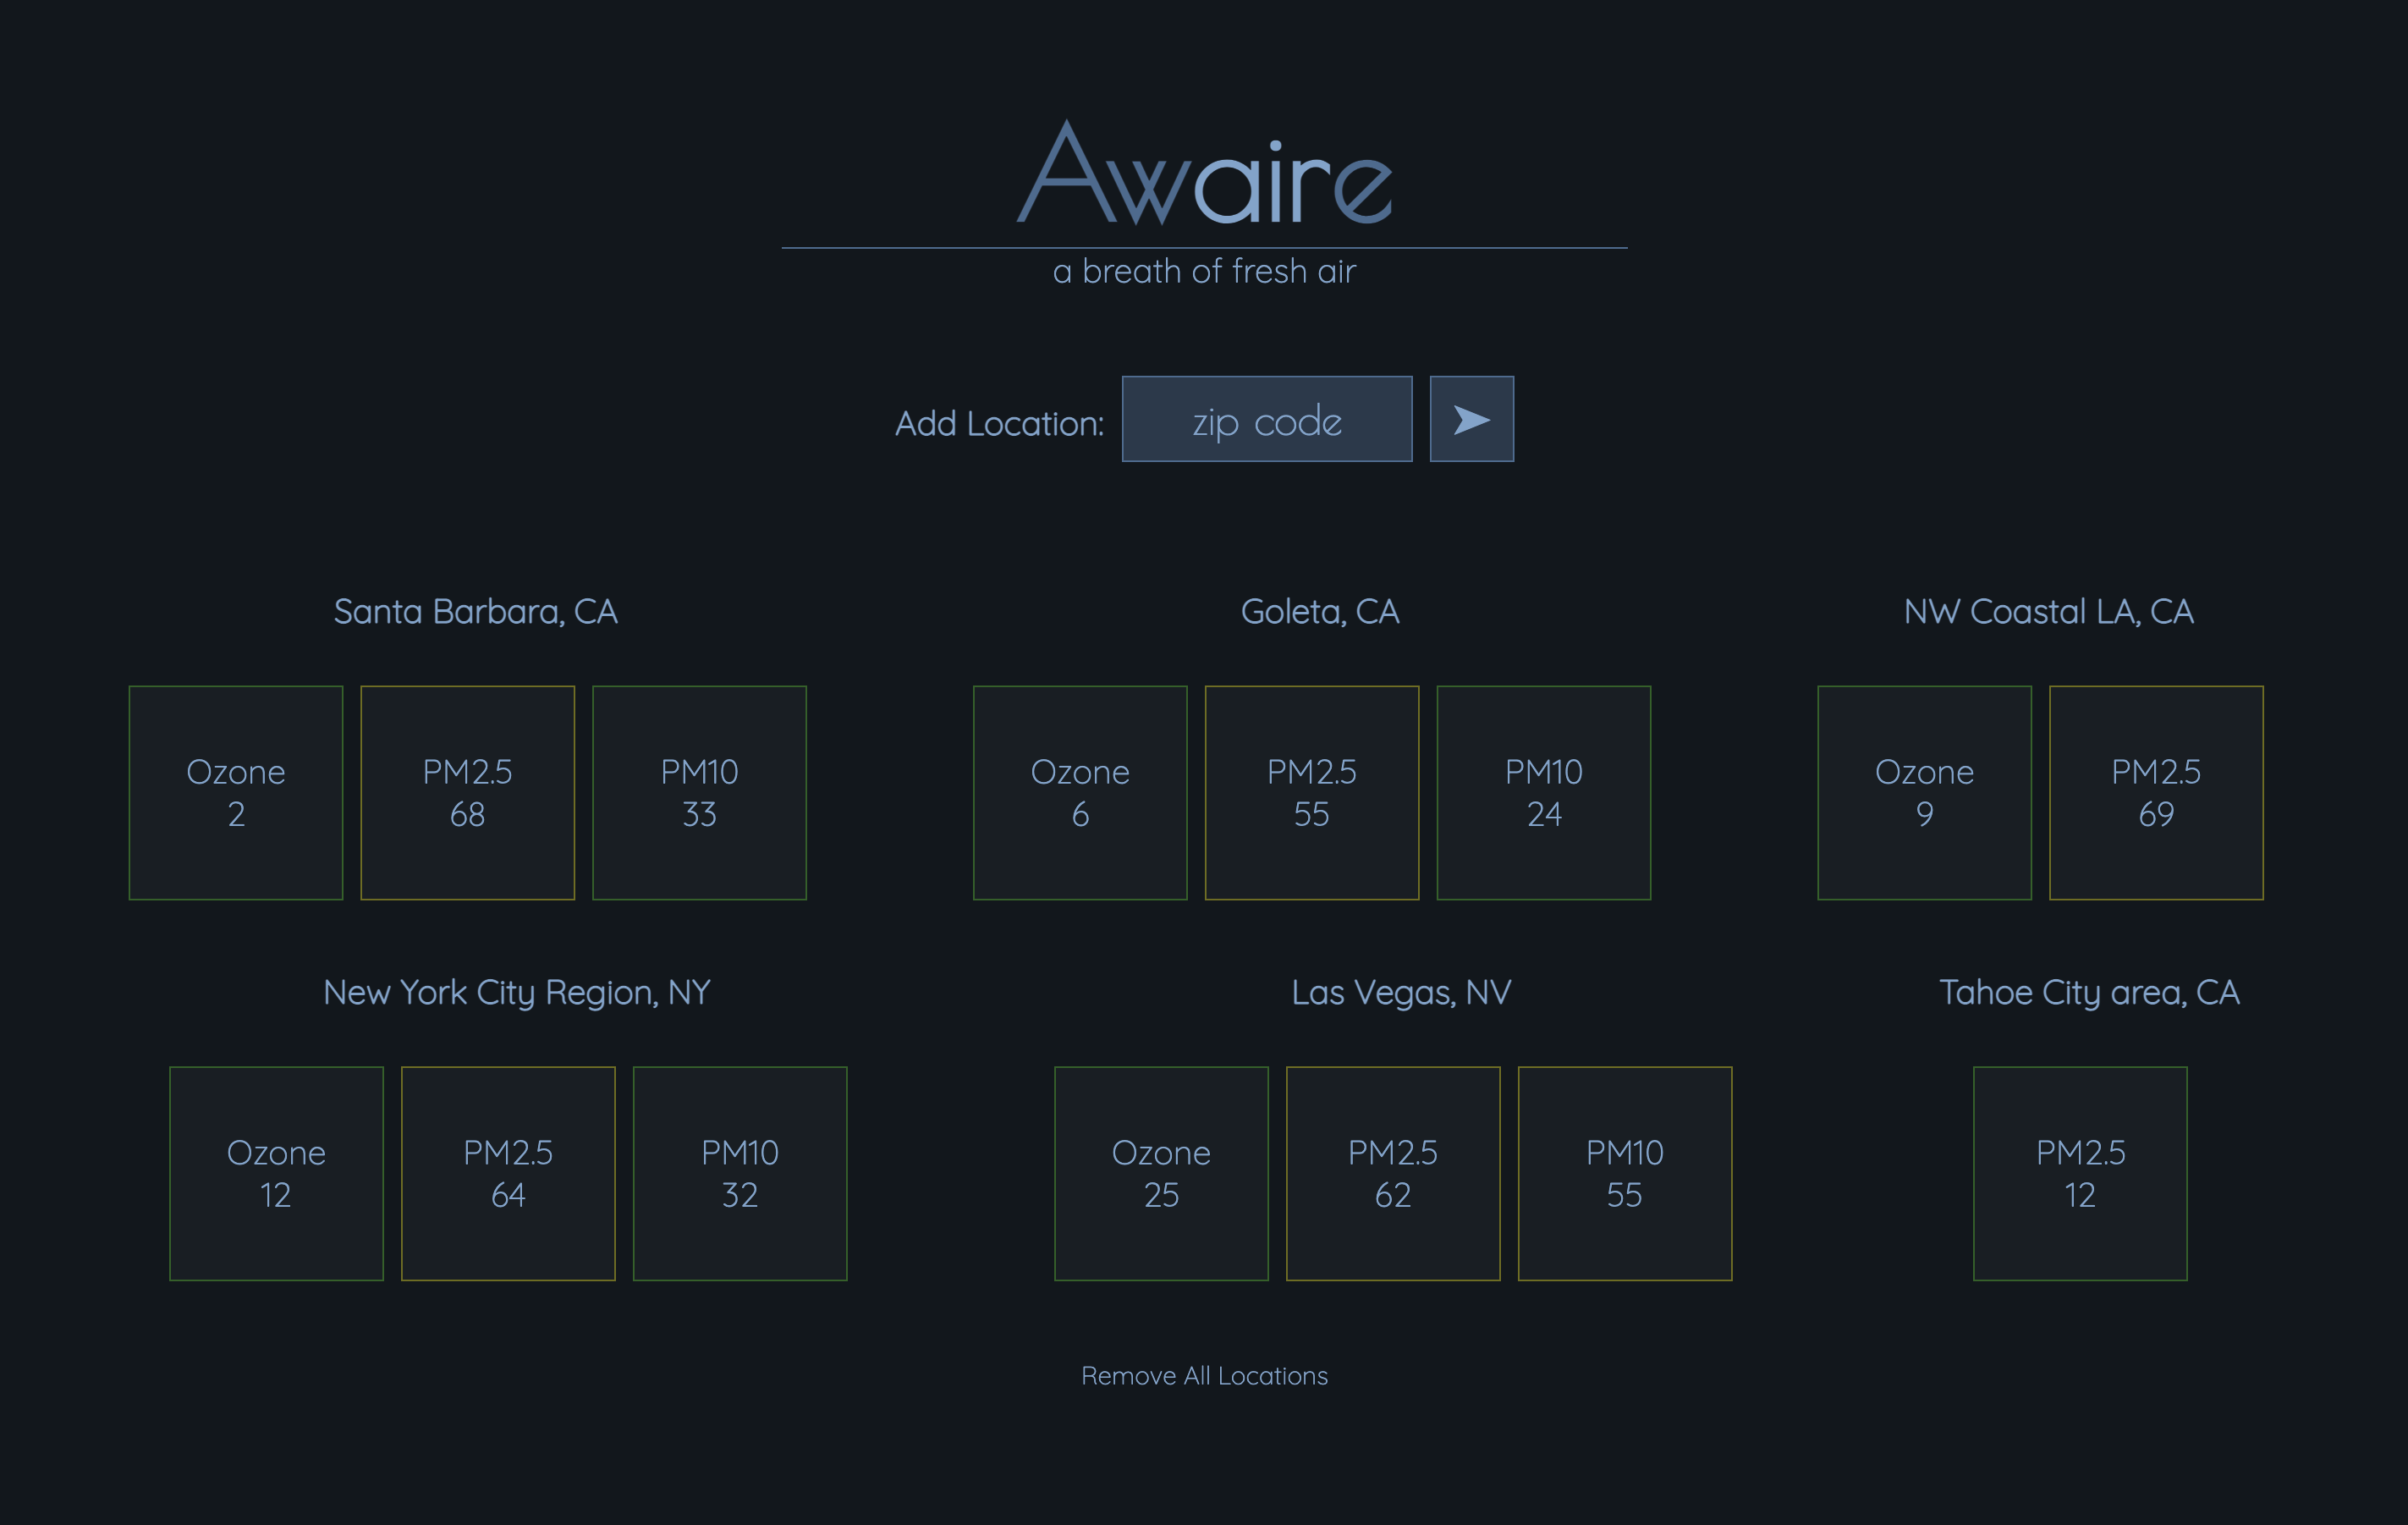 Awaire
a breath of fresh air
Add Location:
zip code
Santa Barbara, CA
Ozone
2
PM2.5
68
PM10
33
Goleta, CA
Ozone
6
PM2.5
55
PM10
24
NW Coastal LA, CA
Ozone
9
PM2.5
69
New York City Region, NY
Ozone
12
PM2.5
64
PM10
32
Las Vegas, NV
Ozone
25
PM2.5
62
PM10
55
Tahoe City area, CA
PM2.5
12
Remove All Locations